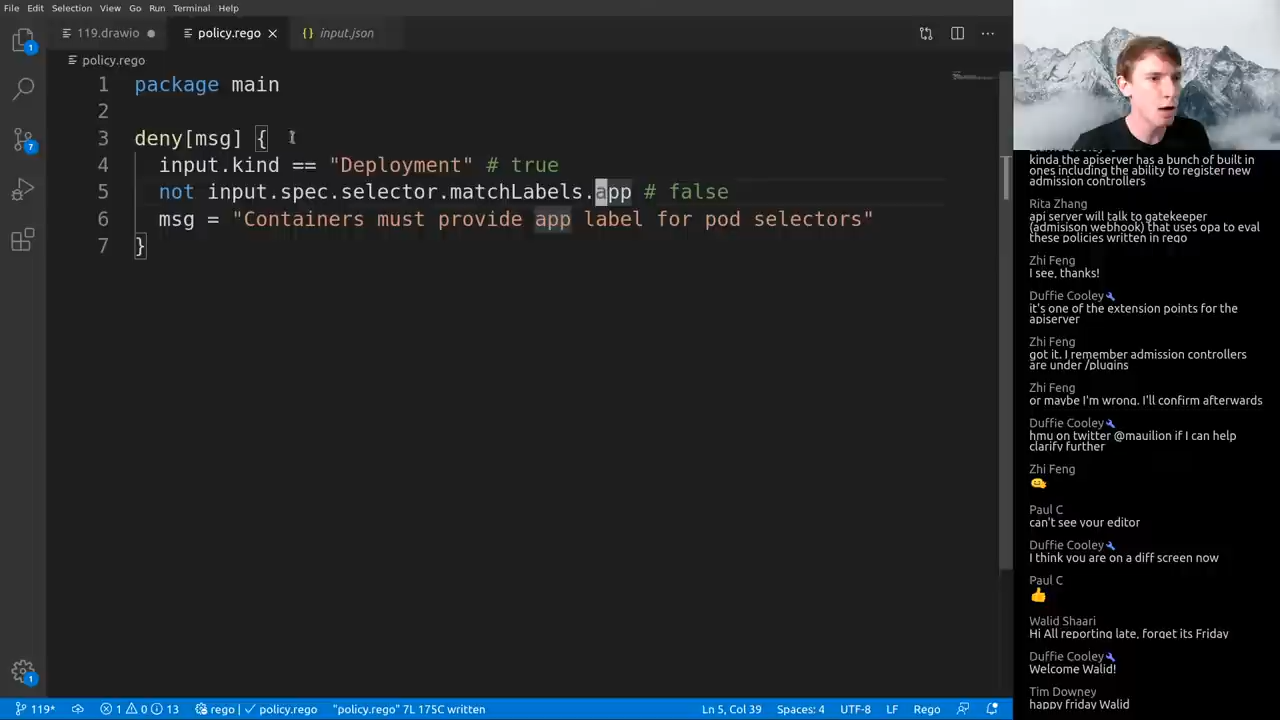 File Edit Selection View Go Run Terminal Help
119.drawio
policy.rego
input.json
policy.rego
1 package main
2
3 deny[msg] {
4 input.kind == "Deployment" # true
5 not input.spec.selector.matchLabels.app # false
6 msg = "Containers must provide app label for pod selectors"
7 }
1
7
1
119* 1 0 13 rego | policy.rego "policy.rego" 7L 175C written Ln 5, Col 39 Spaces: 4 UTF-8 LF Rego
kinda the apiserver has a bunch of built in
ones including the ability to register new
admission controllers
Rita Zhang
api server will talk to gatekeeper
(admisison webhook) that uses opa to eval
these policies written in rego
Zhi Feng
I see, thanks!
Duffie Cooley
it's one of the extension points for the
apiserver
Zhi Feng
got it. I remember admission controllers
are under /plugins
Zhi Feng
or maybe I'm wrong. I'll confirm afterwards
Duffie Cooley
hmu on twitter @mauilion if I can help
clarify further
Zhi Feng
Paul C
can't see your editor
Duffie Cooley
I think you are on a diff screen now
Paul C
Walid Shaari
Hi All reporting late, forget its Friday
Duffie Cooley
Welcome Walid!
Tim Downey
happy friday Walid